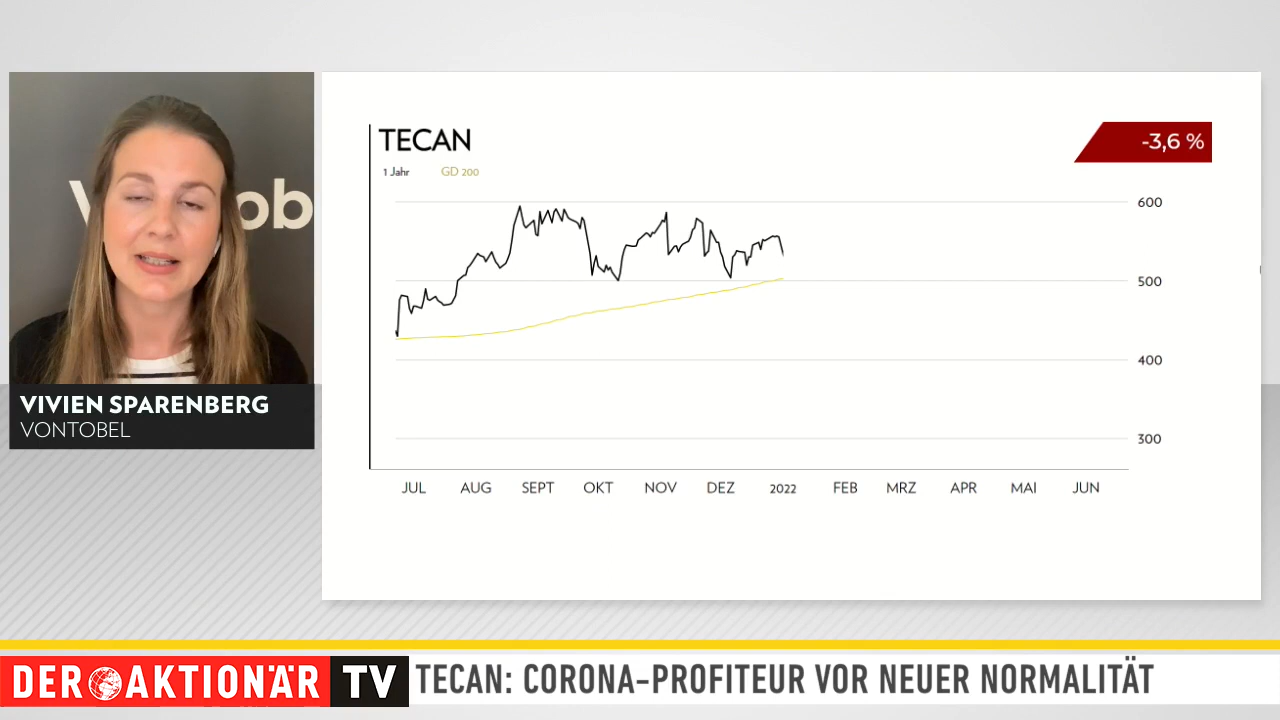 V ob
VIVIEN SPARENBERG
VONTOBEL
TECAN
1 Jahr GD 200
-3,6 %
600
500
400
300
JUL AUG SEPT OKT NOV DEZ 2022 FEB MRZ APR MAI JUN
DER AKTIONÄR TV
TECAN: CORONA-PROFITEUR VOR NEUER NORMALITÄT